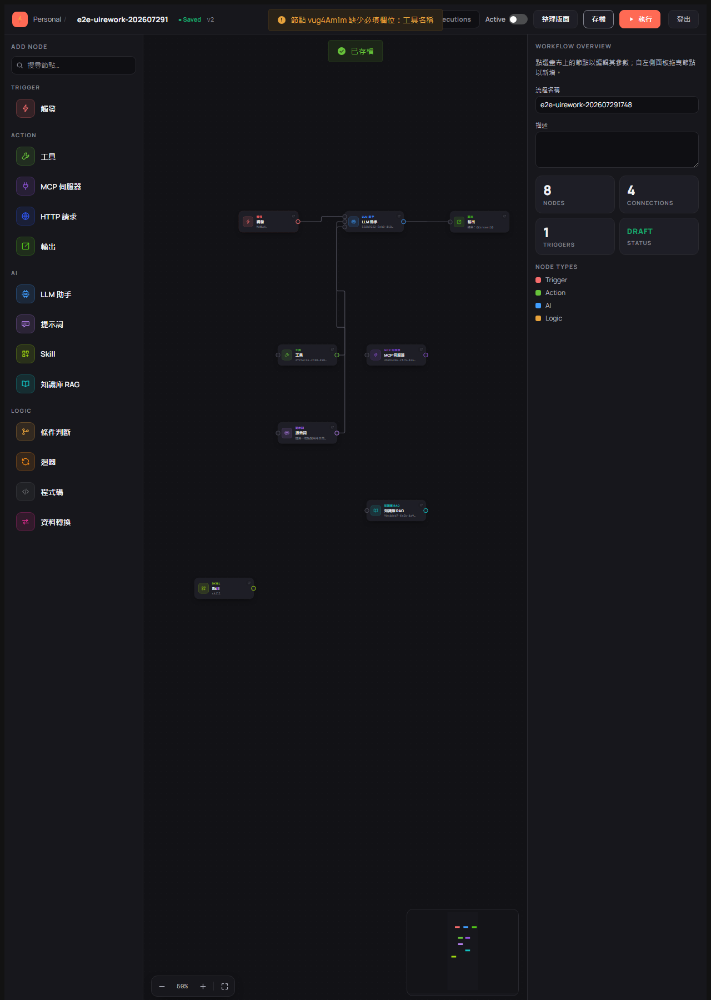 Personal /
e2e-uirework-202607291
Saved
v2
節點 vug4Am1m 缺少必填欄位：工具名稱
ecutions
Active
整理版面
存檔
執行
登出
已存檔
ADD NODE
搜尋節點...
TRIGGER
觸發
ACTION
工具
MCP 伺服器
HTTP 請求
輸出
AI
LLM 助手
提示詞
Skill
知識庫 RAG
LOGIC
條件判斷
迴圈
程式碼
資料轉換
觸發
觸發
MANUAL
LLM 助手
LLM 助手
輸出
輸出
工具
工具
MCP 伺服器
MCP 伺服器
提示詞
提示詞
知識庫 RAG
知識庫 RAG
SKILL
Skill
skill
50%
WORKFLOW OVERVIEW
點選畫布上的節點以編輯其參數；自左側面板拖曳節點
以新增。
流程名稱
e2e-uirework-202607291748
描述
8
NODES
4
CONNECTIONS
1
TRIGGERS
DRAFT
STATUS
NODE TYPES
Trigger
Action
AI
Logic